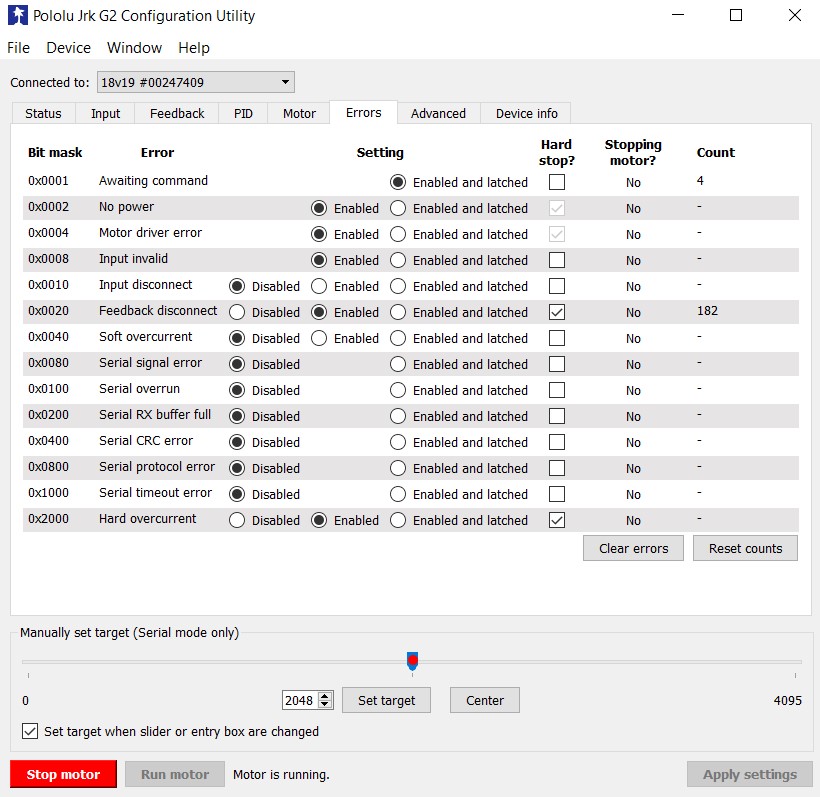 Pololu Jrk G2 Configuration Utility
File Device Window Help
Connected to: 18v19 #00247409
Status Input Feedback PID Motor Errors Advanced Device info
Bit mask Error Setting Hard stop? Stopping motor? Count
0x0001 Awaiting command Enabled and latched No 4
0x0002 No power Enabled Enabled and latched No -
0x0004 Motor driver error Enabled Enabled and latched No -
0x0008 Input invalid Enabled Enabled and latched No -
0x0010 Input disconnect Disabled Enabled Enabled and latched No -
0x0020 Feedback disconnect Disabled Enabled Enabled and latched No 182
0x0040 Soft overcurrent Disabled Enabled Enabled and latched No -
0x0080 Serial signal error Disabled Enabled and latched No -
0x0100 Serial overrun Disabled Enabled and latched No -
0x0200 Serial RX buffer full Disabled Enabled and latched No -
0x0400 Serial CRC error Disabled Enabled and latched No -
0x0800 Serial protocol error Disabled Enabled and latched No -
0x1000 Serial timeout error Disabled Enabled and latched No -
0x2000 Hard overcurrent Disabled Enabled Enabled and latched No -
Clear errors Reset counts
Manually set target (Serial mode only)
0 2048 Set target Center 4095
Set target when slider or entry box are changed
Stop motor Run motor Motor is running. Apply settings